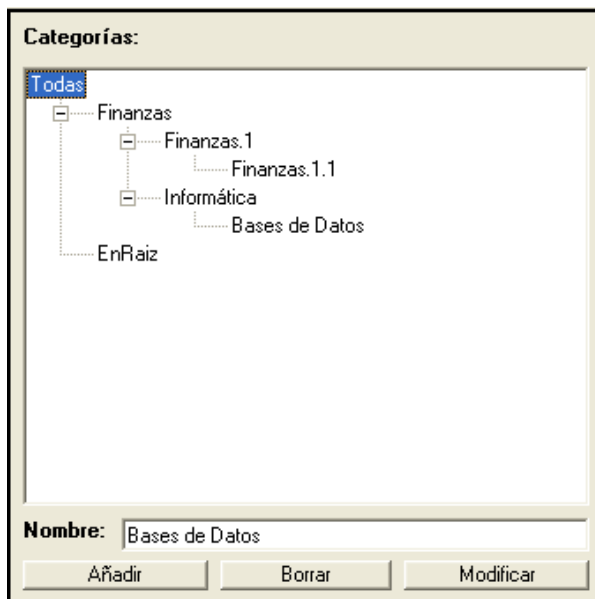 Categorías:
Todas
Finanzas
Finanzas.1
Finanzas.1.1
Informática
Bases de Datos
EnRaiz
Nombre: Bases de Datos
Añadir Borrar Modificar